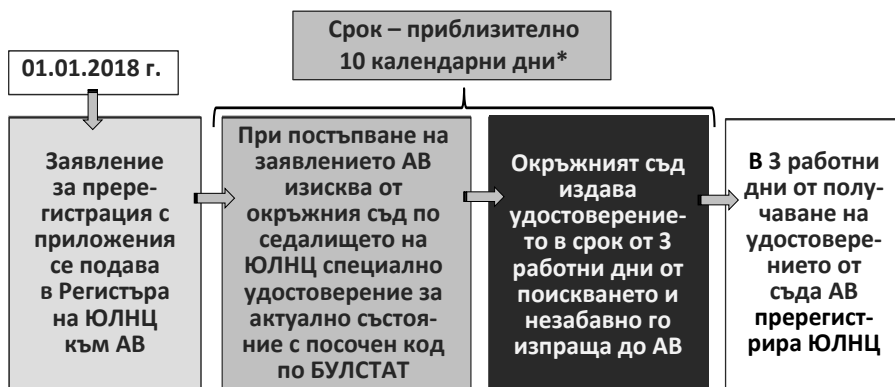 Срок – приблизително
10 календарни дни*
01.01.2018 г.
Заявление
за прере-
гистрация с
приложения
се подава
в Регистъра
на ЮЛНЦ
към АВ
При постъпване на
заявлението АВ
изисква от
окръжния съд по
седалището на
ЮЛНЦ специално
удостоверение за
актуално състоя-
ние с посочен код
по БУЛСТАТ
Окръжният съд
издава
удостоверение-
то в срок от 3
работни дни от
поискването и
незабавно го
изпраща до АВ
В 3 работни
дни от полу-
чаване на
удостовере-
нието от
съда АВ
пререгист-
рира ЮЛНЦ